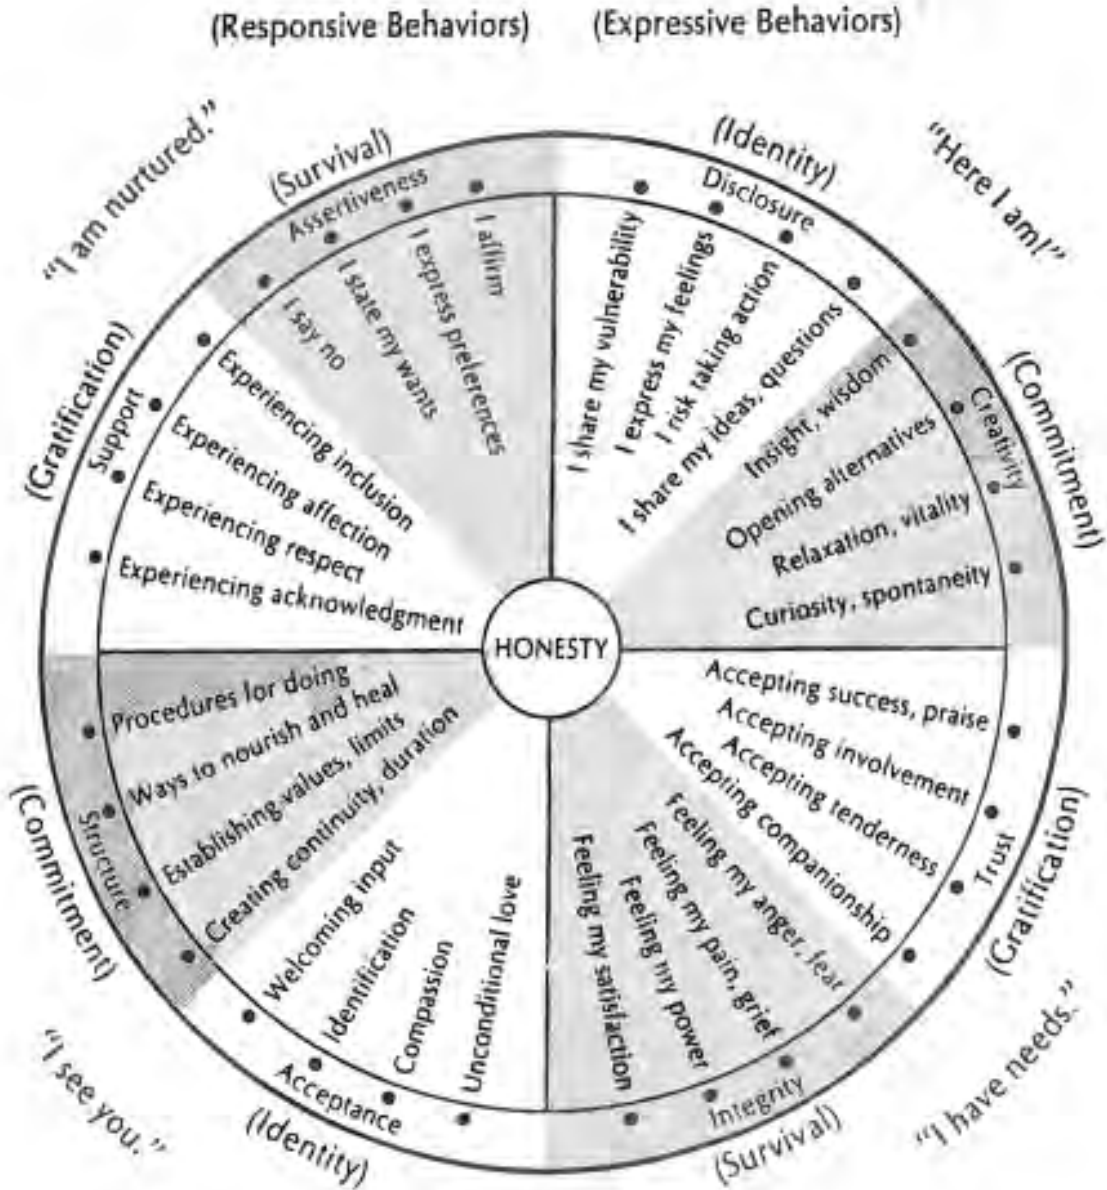 (Responsive Behaviors)
(Expressive Behaviors)
"I am nurtured."
"Here I am!"
(Survival)
Assertiveness
I affirm
I express preferences
I state my wants
I say no
(Identity)
Disclosure
I share my vulnerability
I express my feelings
I risk taking action
I share my ideas, questions
(Commitment)
Creativity
Insight, wisdom
Opening alternatives
Relaxation, vitality
Curiosity, spontaneity
(Gratification)
Support
Experiencing inclusion
Experiencing affection
Experiencing respect
Experiencing acknowledgment
HONESTY
(Gratification)
Trust
Accepting success, praise
Accepting involvement
Accepting tenderness
Accepting companionship
(Survival)
Integrity
Feeling my anger, fear
Feeling my pain, grief
Feeling my power
Feeling my satisfaction
(Commitment)
Structure
Procedures for doing
Ways to nourish and heal
Establishing values, limits
Creating continuity, duration
(Identity)
Acceptance
Welcoming input
Identification
Compassion
Unconditional love
"I see you."
"I have needs."